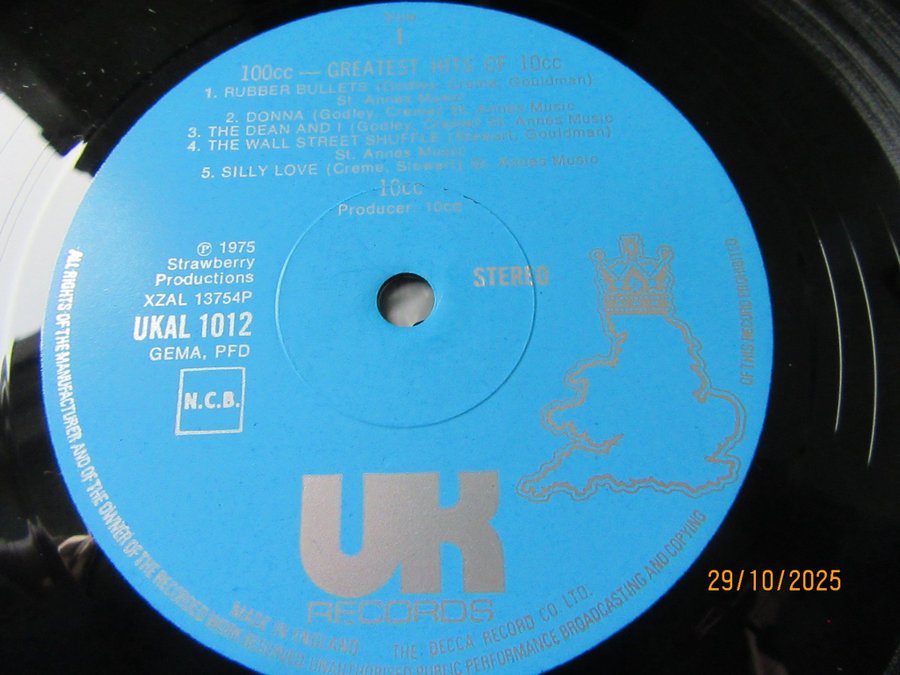 SIDE
1
100cc — GREATEST HITS OF 10cc
1. RUBBER BULLETS (Godley, Creme, Gouldman)
St. Annes Music
2. DONNA (Godley, Creme) St. Annes Music
3. THE DEAN AND I (Godley, Creme) St. Annes Music
4. THE WALL STREET SHUFFLE (Stewart, Gouldman)
St. Annes Music
5. SILLY LOVE (Creme, Stewart) St. Annes Music
10cc
Producer: 10cc
℗ 1975
Strawberry
Productions
XZAL 13754P
UKAL 1012
GEMA, PFD
N.C.B.
STEREO
UK
RECORDS
MADE IN ENGLAND
THE DECCA RECORD CO. LTD.
ALL RIGHTS OF THE MANUFACTURER AND OF THE OWNER OF THE RECORDED WORK RESERVED. UNAUTHORISED PUBLIC PERFORMANCE BROADCASTING AND COPYING OF THIS RECORD PROHIBITED
29/10/2025